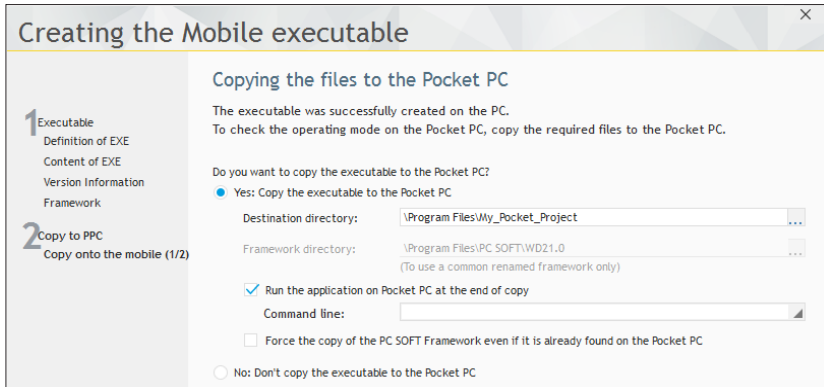 Creating the Mobile executable
1 Executable
Definition of EXE
Content of EXE
Version Information
Framework
2 Copy to PPC
Copy onto the mobile (1/2)
Copying the files to the Pocket PC
The executable was successfully created on the PC.
To check the operating mode on the Pocket PC, copy the required files to the Pocket PC.
Do you want to copy the executable to the Pocket PC?
Yes: Copy the executable to the Pocket PC
Destination directory: \Program Files\My_Pocket_Project ...
Framework directory: \Program Files\PC SOFT\WD21.0 ...
(To use a common renamed framework only)
Run the application on Pocket PC at the end of copy
Command line:
Force the copy of the PC SOFT Framework even if it is already found on the Pocket PC
No: Don't copy the executable to the Pocket PC